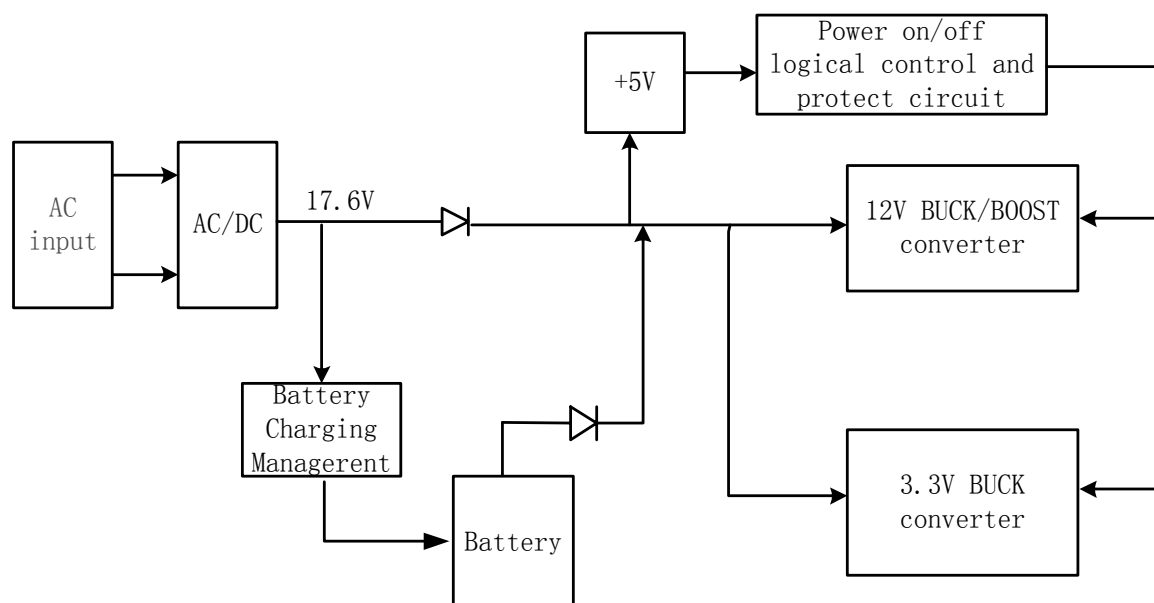 Power on/off
logical control and
protect circuit
+5V
AC
input
AC/DC
17.6V
12V BUCK/BOOST
converter
Battery
Charging
Managerent
Battery
3.3V BUCK
converter